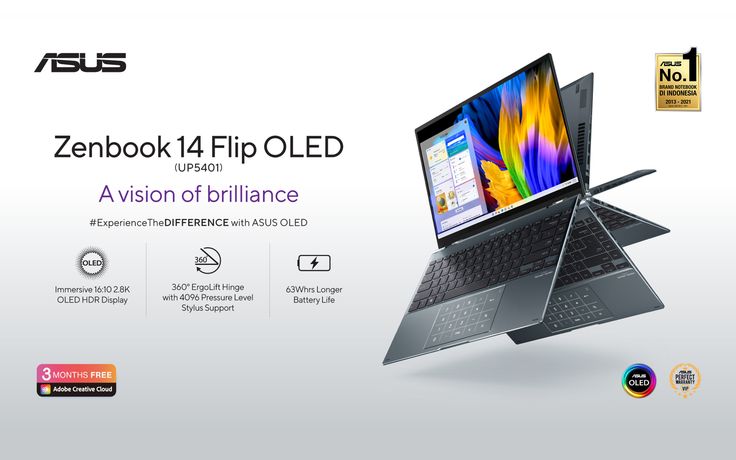 ASUS
ASUS
No.1
BRAND NOTEBOOK
DI INDONESIA
2013 - 2021
Zenbook 14 Flip OLED
(UP5401)
A vision of brilliance
#ExperienceTheDIFFERENCE with ASUS OLED
OLED
Immersive 16:10 2.8K
OLED HDR Display
360°
360° ErgoLift Hinge
with 4096 Pressure Level
Stylus Support
63Whrs Longer
Battery Life
3 MONTHS FREE
Adobe Creative Cloud
ASUS
OLED
ASUS
PERFECT
WARRANTY
VIP